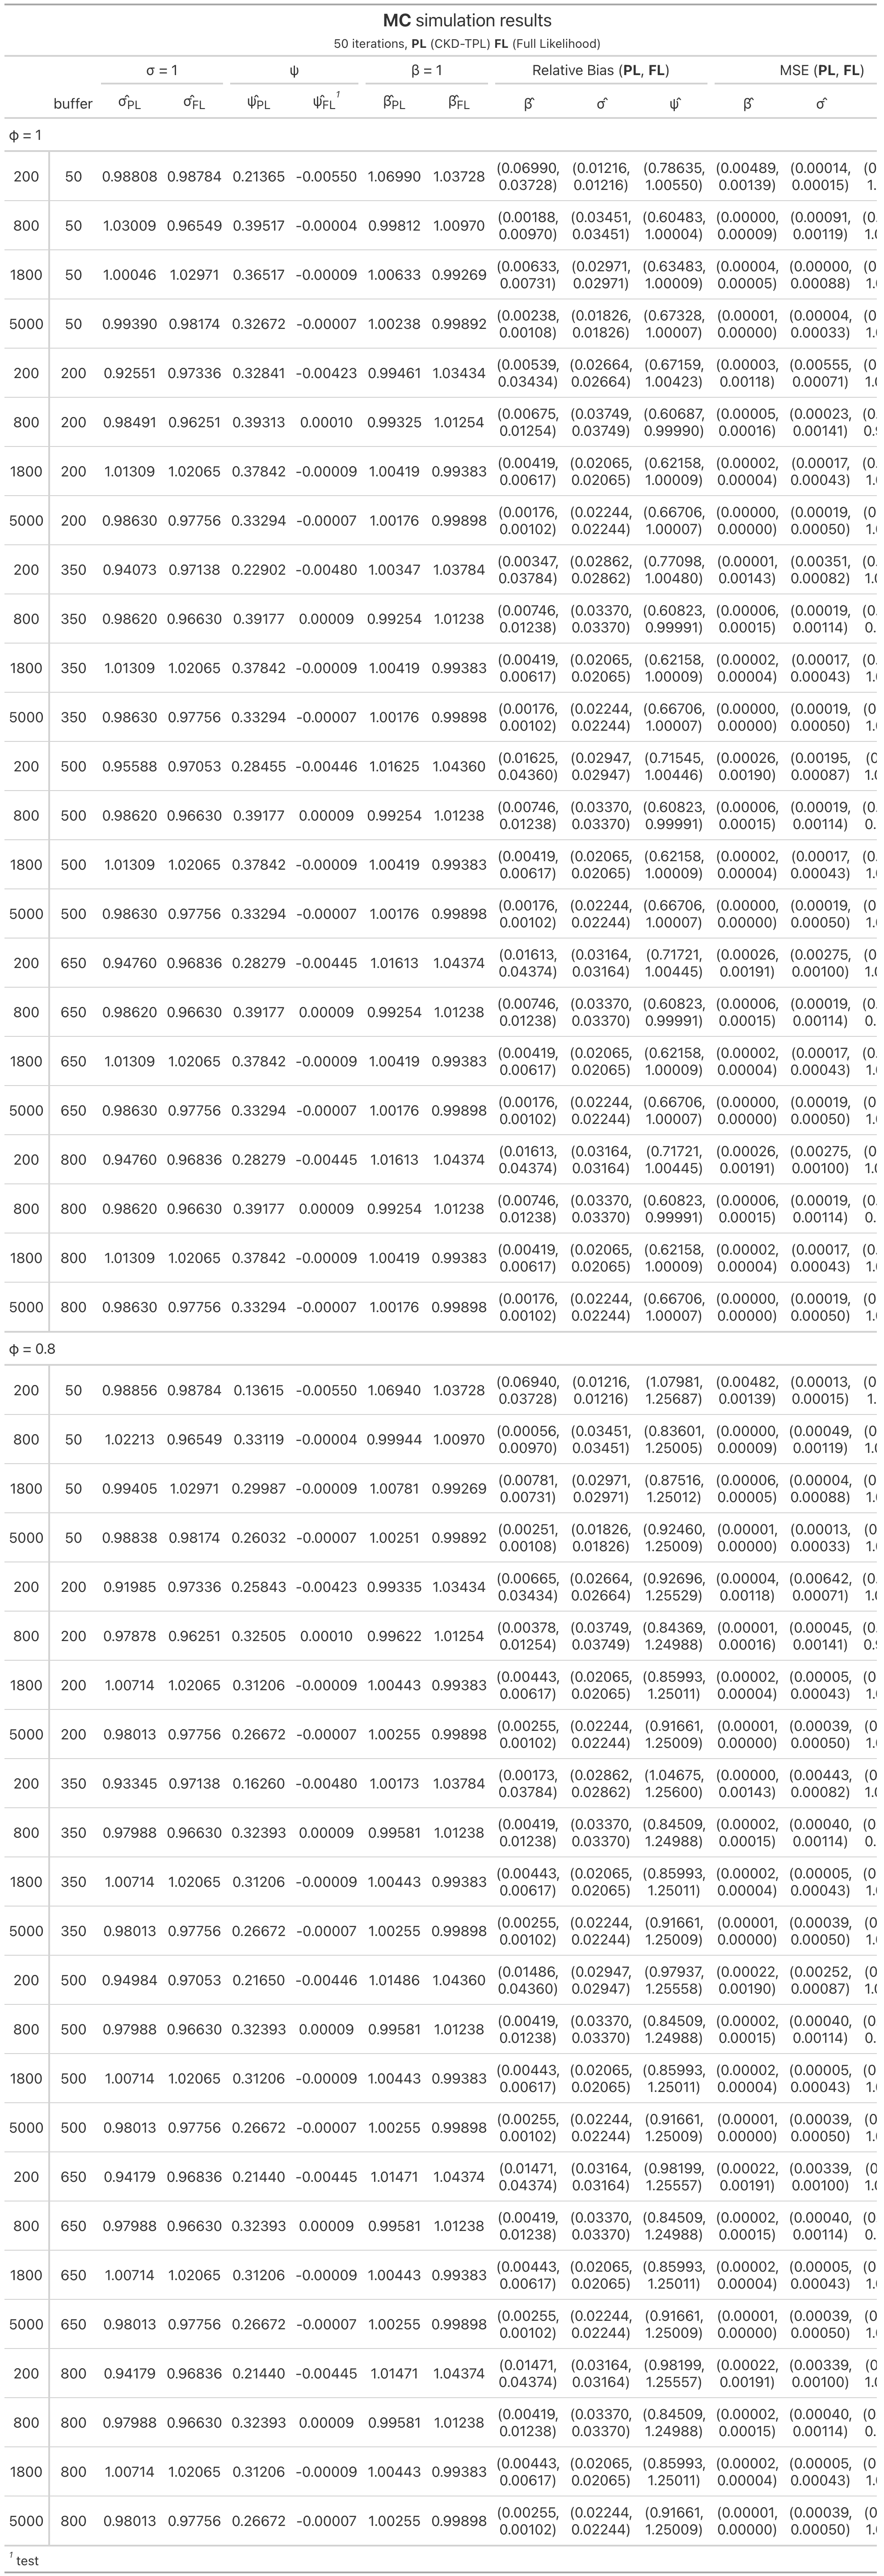 MC simulation results
50 iterations, PL (CKD-TPL) FL (Full Likelihood)
σ = 1 ψ β = 1 Relative Bias (PL, FL) MSE (PL, FL)
buffer σ̂PL σ̂FL ψ̂PL ψ̂FL¹ β̂PL β̂FL β̂ σ̂ ψ̂ β̂ σ̂
ϕ = 1
200 50 0.98808 0.98784 0.21365 -0.00550 1.06990 1.03728 (0.06990, 0.03728) (0.01216, 0.01216) (0.78635, 1.00550) (0.00489, 0.00139) (0.00014, 0.00015)
800 50 1.03009 0.96549 0.39517 -0.00004 0.99812 1.00970 (0.00188, 0.00970) (0.03451, 0.03451) (0.60483, 1.00004) (0.00000, 0.00009) (0.00091, 0.00119)
1800 50 1.00046 1.02971 0.36517 -0.00009 1.00633 0.99269 (0.00633, 0.00731) (0.02971, 0.02971) (0.63483, 1.00009) (0.00004, 0.00005) (0.00000, 0.00088)
5000 50 0.99390 0.98174 0.32672 -0.00007 1.00238 0.99892 (0.00238, 0.00108) (0.01826, 0.01826) (0.67328, 1.00007) (0.00001, 0.00000) (0.00004, 0.00033)
200 200 0.92551 0.97336 0.32841 -0.00423 0.99461 1.03434 (0.00539, 0.03434) (0.02664, 0.02664) (0.67159, 1.00423) (0.00003, 0.00118) (0.00555, 0.00071)
800 200 0.98491 0.96251 0.39313 0.00010 0.99325 1.01254 (0.00675, 0.01254) (0.03749, 0.03749) (0.60687, 0.99990) (0.00005, 0.00016) (0.00023, 0.00141)
1800 200 1.01309 1.02065 0.37842 -0.00009 1.00419 0.99383 (0.00419, 0.00617) (0.02065, 0.02065) (0.62158, 1.00009) (0.00002, 0.00004) (0.00017, 0.00043)
5000 200 0.98630 0.97756 0.33294 -0.00007 1.00176 0.99898 (0.00176, 0.00102) (0.02244, 0.02244) (0.66706, 1.00007) (0.00000, 0.00000) (0.00019, 0.00050)
200 350 0.94073 0.97138 0.22902 -0.00480 1.00347 1.03784 (0.00347, 0.03784) (0.02862, 0.02862) (0.77098, 1.00480) (0.00001, 0.00143) (0.00351, 0.00082)
800 350 0.98620 0.96630 0.39177 0.00009 0.99254 1.01238 (0.00746, 0.01238) (0.03370, 0.03370) (0.60823, 0.99991) (0.00006, 0.00015) (0.00019, 0.00114)
1800 350 1.01309 1.02065 0.37842 -0.00009 1.00419 0.99383 (0.00419, 0.00617) (0.02065, 0.02065) (0.62158, 1.00009) (0.00002, 0.00004) (0.00017, 0.00043)
5000 350 0.98630 0.97756 0.33294 -0.00007 1.00176 0.99898 (0.00176, 0.00102) (0.02244, 0.02244) (0.66706, 1.00007) (0.00000, 0.00000) (0.00019, 0.00050)
200 500 0.95588 0.97053 0.28455 -0.00446 1.01625 1.04360 (0.01625, 0.04360) (0.02947, 0.02947) (0.71545, 1.00446) (0.00026, 0.00190) (0.00195, 0.00087)
800 500 0.98620 0.96630 0.39177 0.00009 0.99254 1.01238 (0.00746, 0.01238) (0.03370, 0.03370) (0.60823, 0.99991) (0.00006, 0.00015) (0.00019, 0.00114)
1800 500 1.01309 1.02065 0.37842 -0.00009 1.00419 0.99383 (0.00419, 0.00617) (0.02065, 0.02065) (0.62158, 1.00009) (0.00002, 0.00004) (0.00017, 0.00043)
5000 500 0.98630 0.97756 0.33294 -0.00007 1.00176 0.99898 (0.00176, 0.00102) (0.02244, 0.02244) (0.66706, 1.00007) (0.00000, 0.00000) (0.00019, 0.00050)
200 650 0.94760 0.96836 0.28279 -0.00445 1.01613 1.04374 (0.01613, 0.04374) (0.03164, 0.03164) (0.71721, 1.00445) (0.00026, 0.00191) (0.00275, 0.00100)
800 650 0.98620 0.96630 0.39177 0.00009 0.99254 1.01238 (0.00746, 0.01238) (0.03370, 0.03370) (0.60823, 0.99991) (0.00006, 0.00015) (0.00019, 0.00114)
1800 650 1.01309 1.02065 0.37842 -0.00009 1.00419 0.99383 (0.00419, 0.00617) (0.02065, 0.02065) (0.62158, 1.00009) (0.00002, 0.00004) (0.00017, 0.00043)
5000 650 0.98630 0.97756 0.33294 -0.00007 1.00176 0.99898 (0.00176, 0.00102) (0.02244, 0.02244) (0.66706, 1.00007) (0.00000, 0.00000) (0.00019, 0.00050)
200 800 0.94760 0.96836 0.28279 -0.00445 1.01613 1.04374 (0.01613, 0.04374) (0.03164, 0.03164) (0.71721, 1.00445) (0.00026, 0.00191) (0.00275, 0.00100)
800 800 0.98620 0.96630 0.39177 0.00009 0.99254 1.01238 (0.00746, 0.01238) (0.03370, 0.03370) (0.60823, 0.99991) (0.00006, 0.00015) (0.00019, 0.00114)
1800 800 1.01309 1.02065 0.37842 -0.00009 1.00419 0.99383 (0.00419, 0.00617) (0.02065, 0.02065) (0.62158, 1.00009) (0.00002, 0.00004) (0.00017, 0.00043)
5000 800 0.98630 0.97756 0.33294 -0.00007 1.00176 0.99898 (0.00176, 0.00102) (0.02244, 0.02244) (0.66706, 1.00007) (0.00000, 0.00000) (0.00019, 0.00050)
ϕ = 0.8
200 50 0.98856 0.98784 0.13615 -0.00550 1.06940 1.03728 (0.06940, 0.03728) (0.01216, 0.01216) (1.07981, 1.25687) (0.00482, 0.00139) (0.00013, 0.00015)
800 50 1.02213 0.96549 0.33119 -0.00004 0.99944 1.00970 (0.00056, 0.00970) (0.03451, 0.03451) (0.83601, 1.25005) (0.00000, 0.00009) (0.00049, 0.00119)
1800 50 0.99405 1.02971 0.29987 -0.00009 1.00781 0.99269 (0.00781, 0.00731) (0.02971, 0.02971) (0.87516, 1.25012) (0.00006, 0.00005) (0.00004, 0.00088)
5000 50 0.98838 0.98174 0.26032 -0.00007 1.00251 0.99892 (0.00251, 0.00108) (0.01826, 0.01826) (0.92460, 1.25009) (0.00001, 0.00000) (0.00013, 0.00033)
200 200 0.91985 0.97336 0.25843 -0.00423 0.99335 1.03434 (0.00665, 0.03434) (0.02664, 0.02664) (0.92696, 1.25529) (0.00004, 0.00118) (0.00642, 0.00071)
800 200 0.97878 0.96251 0.32505 0.00010 0.99622 1.01254 (0.00378, 0.01254) (0.03749, 0.03749) (0.84369, 1.24988) (0.00001, 0.00016) (0.00045, 0.00141)
1800 200 1.00714 1.02065 0.31206 -0.00009 1.00443 0.99383 (0.00443, 0.00617) (0.02065, 0.02065) (0.85993, 1.25011) (0.00002, 0.00004) (0.00005, 0.00043)
5000 200 0.98013 0.97756 0.26672 -0.00007 1.00255 0.99898 (0.00255, 0.00102) (0.02244, 0.02244) (0.91661, 1.25009) (0.00001, 0.00000) (0.00039, 0.00050)
200 350 0.93345 0.97138 0.16260 -0.00480 1.00173 1.03784 (0.00173, 0.03784) (0.02862, 0.02862) (1.04675, 1.25600) (0.00000, 0.00143) (0.00443, 0.00082)
800 350 0.97988 0.96630 0.32393 0.00009 0.99581 1.01238 (0.00419, 0.01238) (0.03370, 0.03370) (0.84509, 1.24988) (0.00002, 0.00015) (0.00040, 0.00114)
1800 350 1.00714 1.02065 0.31206 -0.00009 1.00443 0.99383 (0.00443, 0.00617) (0.02065, 0.02065) (0.85993, 1.25011) (0.00002, 0.00004) (0.00005, 0.00043)
5000 350 0.98013 0.97756 0.26672 -0.00007 1.00255 0.99898 (0.00255, 0.00102) (0.02244, 0.02244) (0.91661, 1.25009) (0.00001, 0.00000) (0.00039, 0.00050)
200 500 0.94984 0.97053 0.21650 -0.00446 1.01486 1.04360 (0.01486, 0.04360) (0.02947, 0.02947) (0.97937, 1.25558) (0.00022, 0.00190) (0.00252, 0.00087)
800 500 0.97988 0.96630 0.32393 0.00009 0.99581 1.01238 (0.00419, 0.01238) (0.03370, 0.03370) (0.84509, 1.24988) (0.00002, 0.00015) (0.00040, 0.00114)
1800 500 1.00714 1.02065 0.31206 -0.00009 1.00443 0.99383 (0.00443, 0.00617) (0.02065, 0.02065) (0.85993, 1.25011) (0.00002, 0.00004) (0.00005, 0.00043)
5000 500 0.98013 0.97756 0.26672 -0.00007 1.00255 0.99898 (0.00255, 0.00102) (0.02244, 0.02244) (0.91661, 1.25009) (0.00001, 0.00000) (0.00039, 0.00050)
200 650 0.94179 0.96836 0.21440 -0.00445 1.01471 1.04374 (0.01471, 0.04374) (0.03164, 0.03164) (0.98199, 1.25557) (0.00022, 0.00191) (0.00339, 0.00100)
800 650 0.97988 0.96630 0.32393 0.00009 0.99581 1.01238 (0.00419, 0.01238) (0.03370, 0.03370) (0.84509, 1.24988) (0.00002, 0.00015) (0.00040, 0.00114)
1800 650 1.00714 1.02065 0.31206 -0.00009 1.00443 0.99383 (0.00443, 0.00617) (0.02065, 0.02065) (0.85993, 1.25011) (0.00002, 0.00004) (0.00005, 0.00043)
5000 650 0.98013 0.97756 0.26672 -0.00007 1.00255 0.99898 (0.00255, 0.00102) (0.02244, 0.02244) (0.91661, 1.25009) (0.00001, 0.00000) (0.00039, 0.00050)
200 800 0.94179 0.96836 0.21440 -0.00445 1.01471 1.04374 (0.01471, 0.04374) (0.03164, 0.03164) (0.98199, 1.25557) (0.00022, 0.00191) (0.00339, 0.00100)
800 800 0.97988 0.96630 0.32393 0.00009 0.99581 1.01238 (0.00419, 0.01238) (0.03370, 0.03370) (0.84509, 1.24988) (0.00002, 0.00015) (0.00040, 0.00114)
1800 800 1.00714 1.02065 0.31206 -0.00009 1.00443 0.99383 (0.00443, 0.00617) (0.02065, 0.02065) (0.85993, 1.25011) (0.00002, 0.00004) (0.00005, 0.00043)
5000 800 0.98013 0.97756 0.26672 -0.00007 1.00255 0.99898 (0.00255, 0.00102) (0.02244, 0.02244) (0.91661, 1.25009) (0.00001, 0.00000) (0.00039, 0.00050)
¹ test